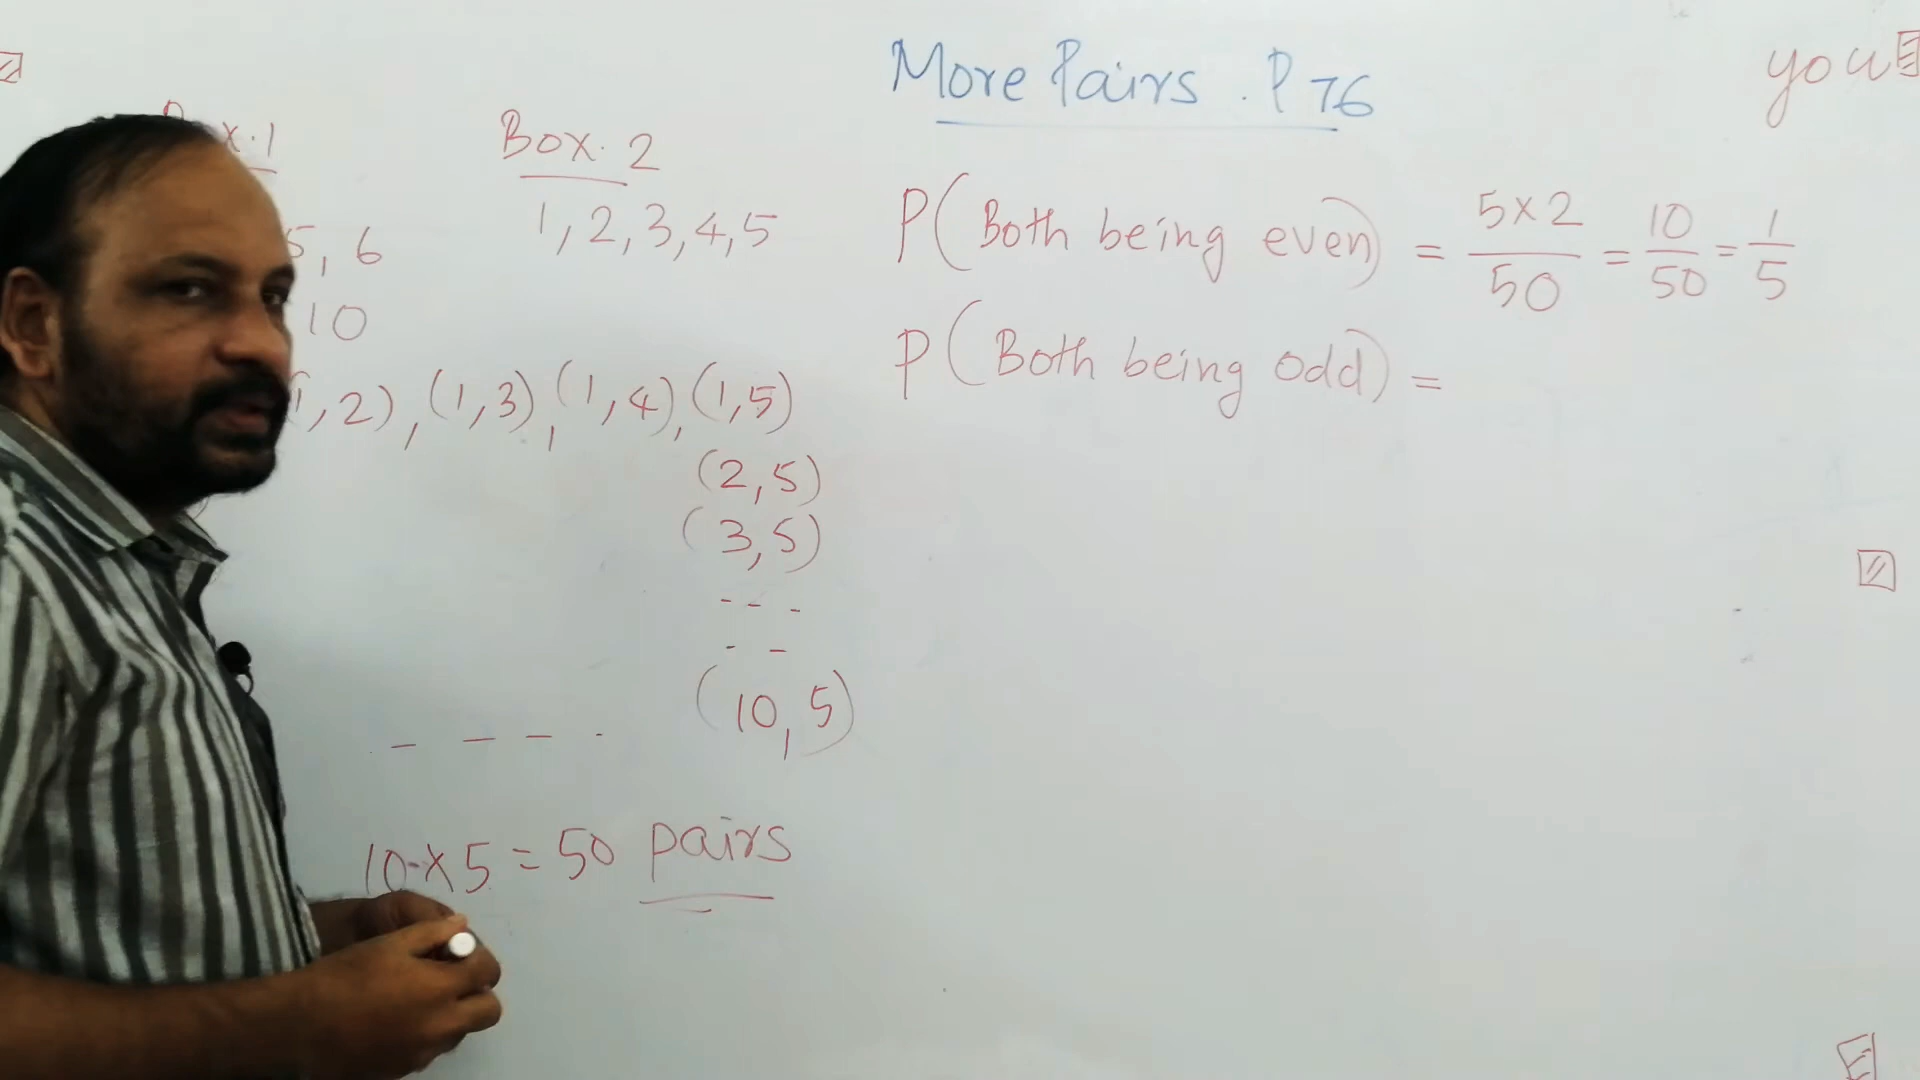 More Pairs . P 76
you
x.1
Box. 2
5, 6
10
1, 2, 3, 4, 5
, 2), (1, 3), (1, 4), (1, 5)
(2, 5)
(3, 5)
- - -
- -
- - - . (10, 5)
10 x 5 = 50 pairs
P(Both being even) = 5x2/50 = 10/50 = 1/5
P(Both being odd) =